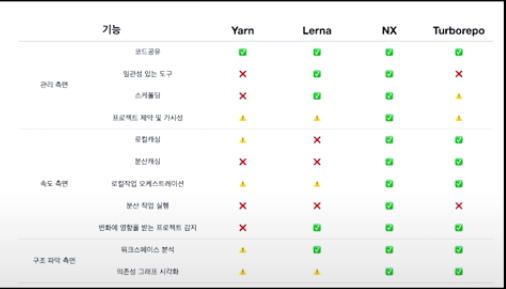 기능 Yarn Lerna NX Turborepo
코드공유 ✅ ✅ ✅ ✅
일관성 있는 도구 ❌ ✅ ✅ ❌
관리 측면
스케폴딩 ❌ ✅ ✅ ⚠️
프로젝트 제약 및 가시성 ⚠️ ⚠️ ✅ ⚠️
로컬캐싱 ⚠️ ❌ ✅ ✅
분산캐싱 ❌ ❌ ✅ ✅
속도 측면 로컬작업 오케스트레이션 ⚠️ ⚠️ ✅ ✅
분산 작업 실행 ❌ ❌ ✅ ❌
변화에 영향을 받는 프로젝트 감지 ❌ ✅ ✅ ✅
워크스페이스 분석 ⚠️ ✅ ✅ ✅
구조 파악 측면
의존성 그래프 시각화 ⚠️ ⚠️ ✅ ✅